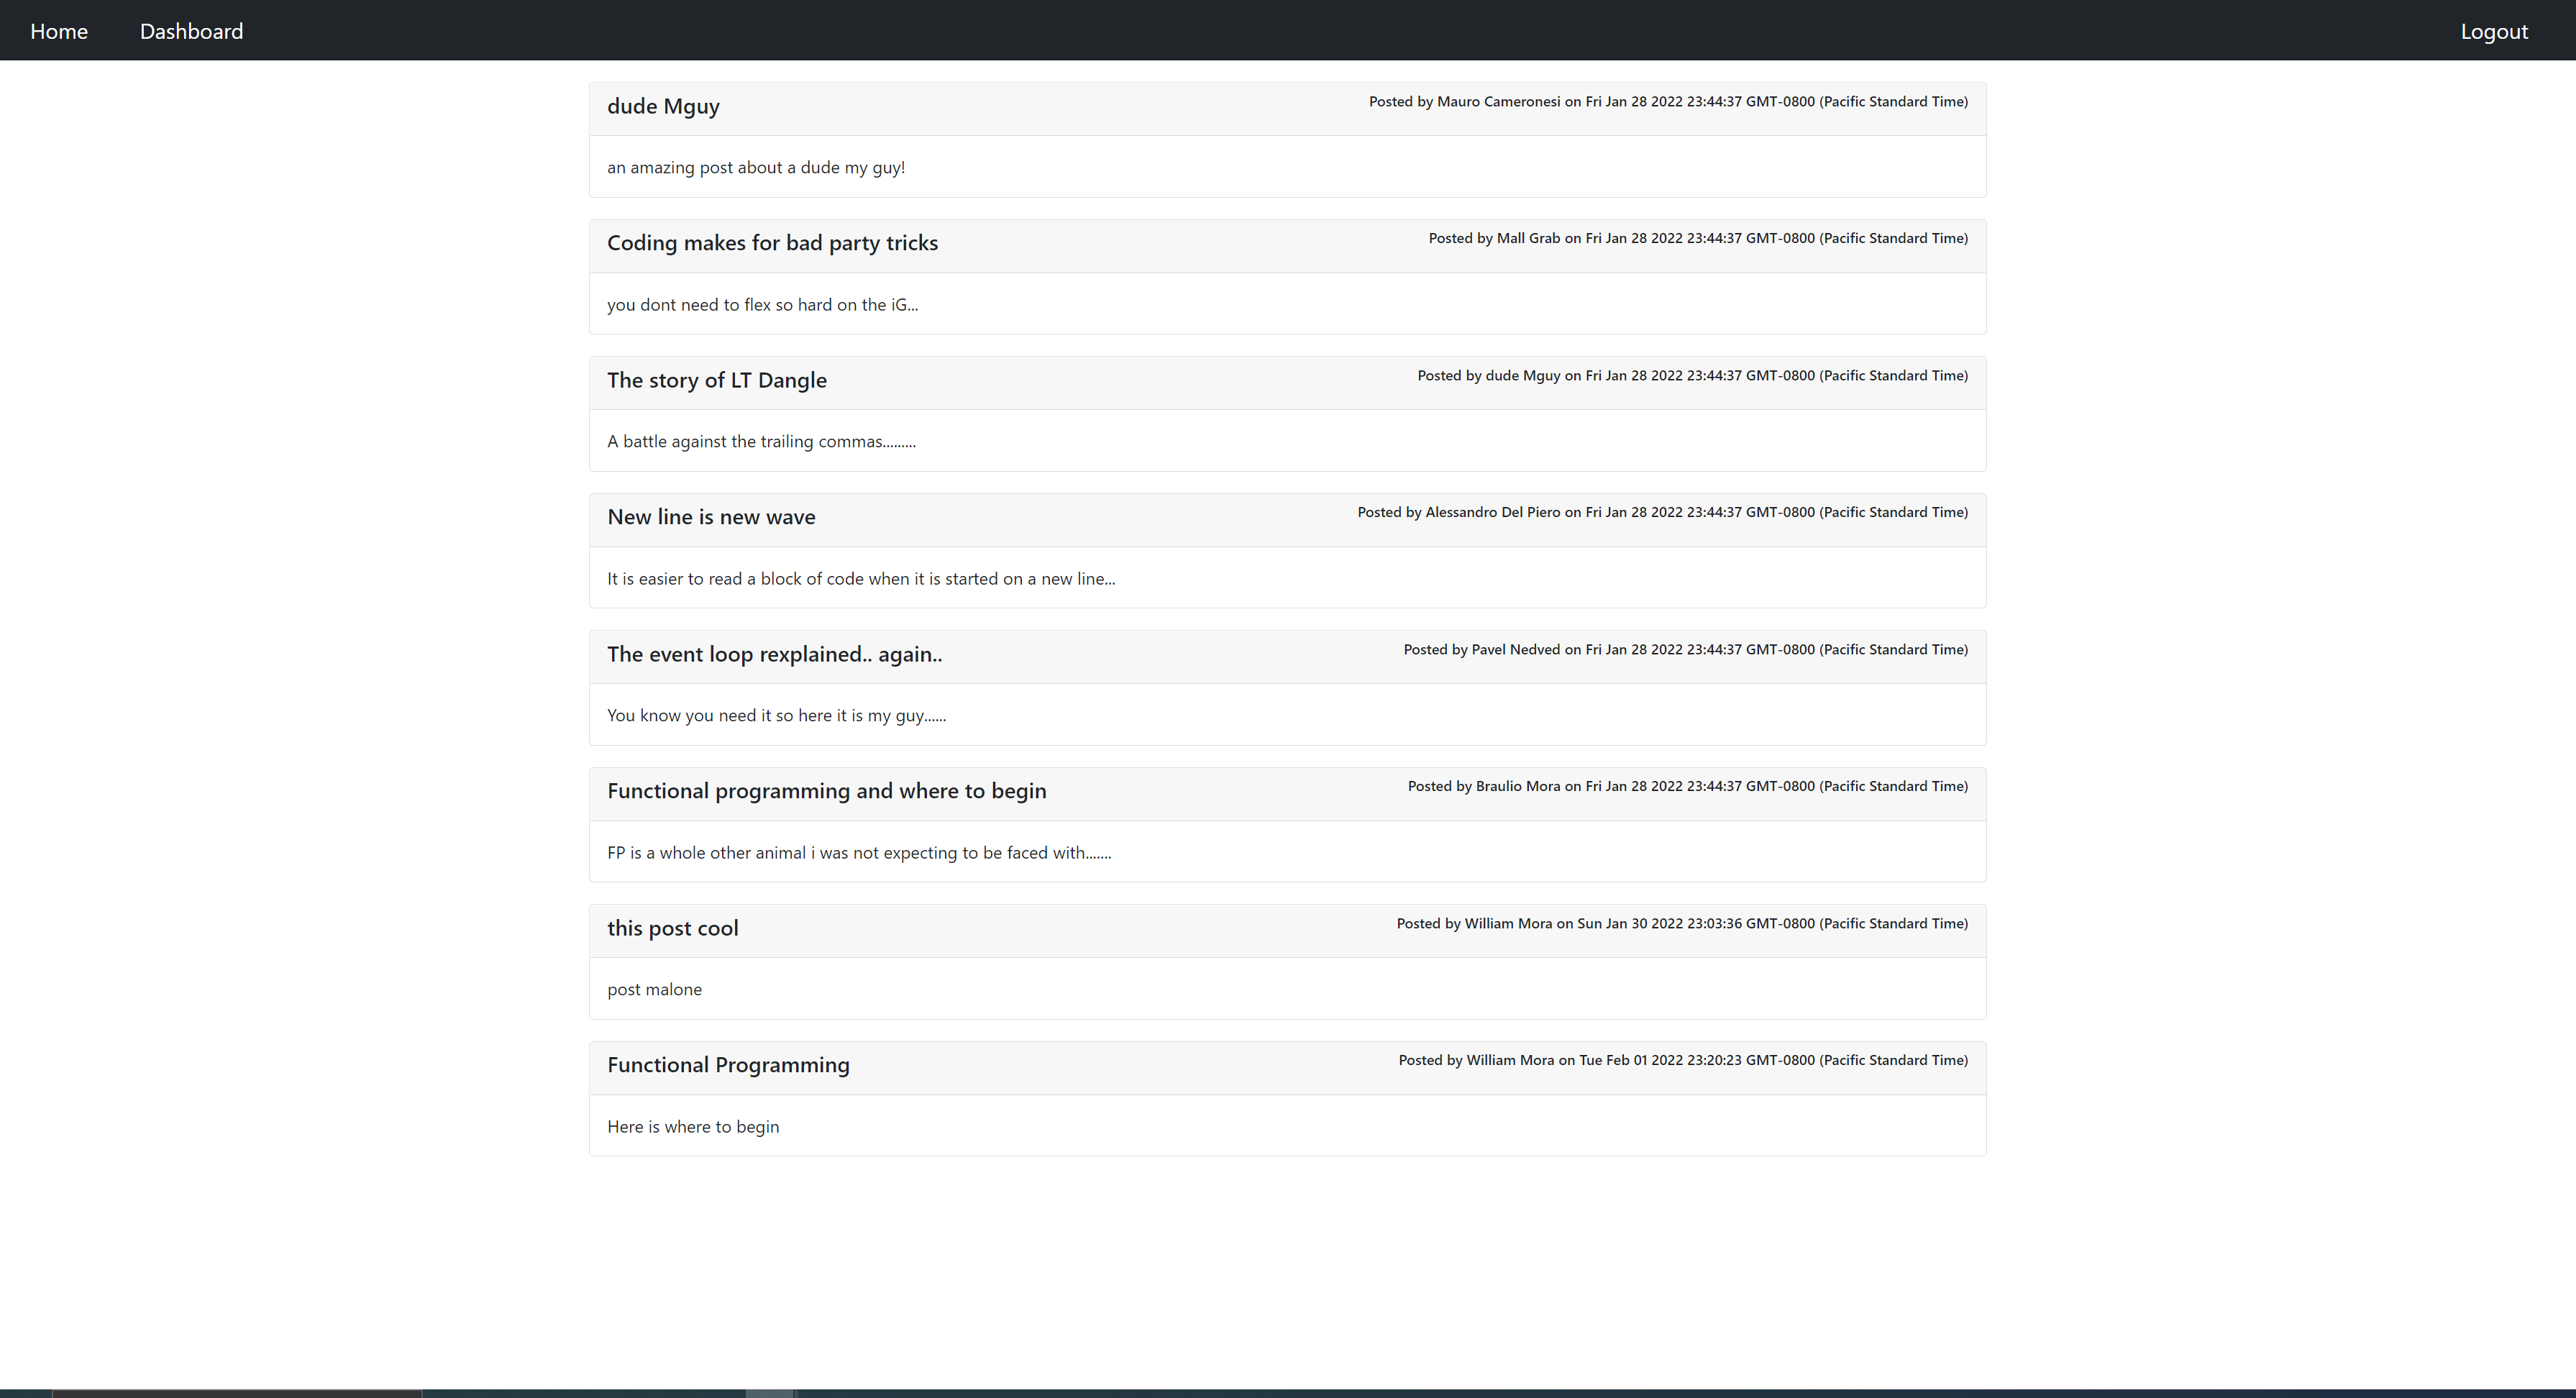 Home Dashboard Logout
dude Mguy Posted by Mauro Cameronesi on Fri Jan 28 2022 23:44:37 GMT-0800 (Pacific Standard Time)
an amazing post about a dude my guy!
Coding makes for bad party tricks Posted by Mall Grab on Fri Jan 28 2022 23:44:37 GMT-0800 (Pacific Standard Time)
you dont need to flex so hard on the iG...
The story of LT Dangle Posted by dude Mguy on Fri Jan 28 2022 23:44:37 GMT-0800 (Pacific Standard Time)
A battle against the trailing commas.........
New line is new wave Posted by Alessandro Del Piero on Fri Jan 28 2022 23:44:37 GMT-0800 (Pacific Standard Time)
It is easier to read a block of code when it is started on a new line...
The event loop rexplained.. again.. Posted by Pavel Nedved on Fri Jan 28 2022 23:44:37 GMT-0800 (Pacific Standard Time)
You know you need it so here it is my guy......
Functional programming and where to begin Posted by Braulio Mora on Fri Jan 28 2022 23:44:37 GMT-0800 (Pacific Standard Time)
FP is a whole other animal i was not expecting to be faced with.......
this post cool Posted by William Mora on Sun Jan 30 2022 23:03:36 GMT-0800 (Pacific Standard Time)
post malone
Functional Programming Posted by William Mora on Tue Feb 01 2022 23:20:23 GMT-0800 (Pacific Standard Time)
Here is where to begin